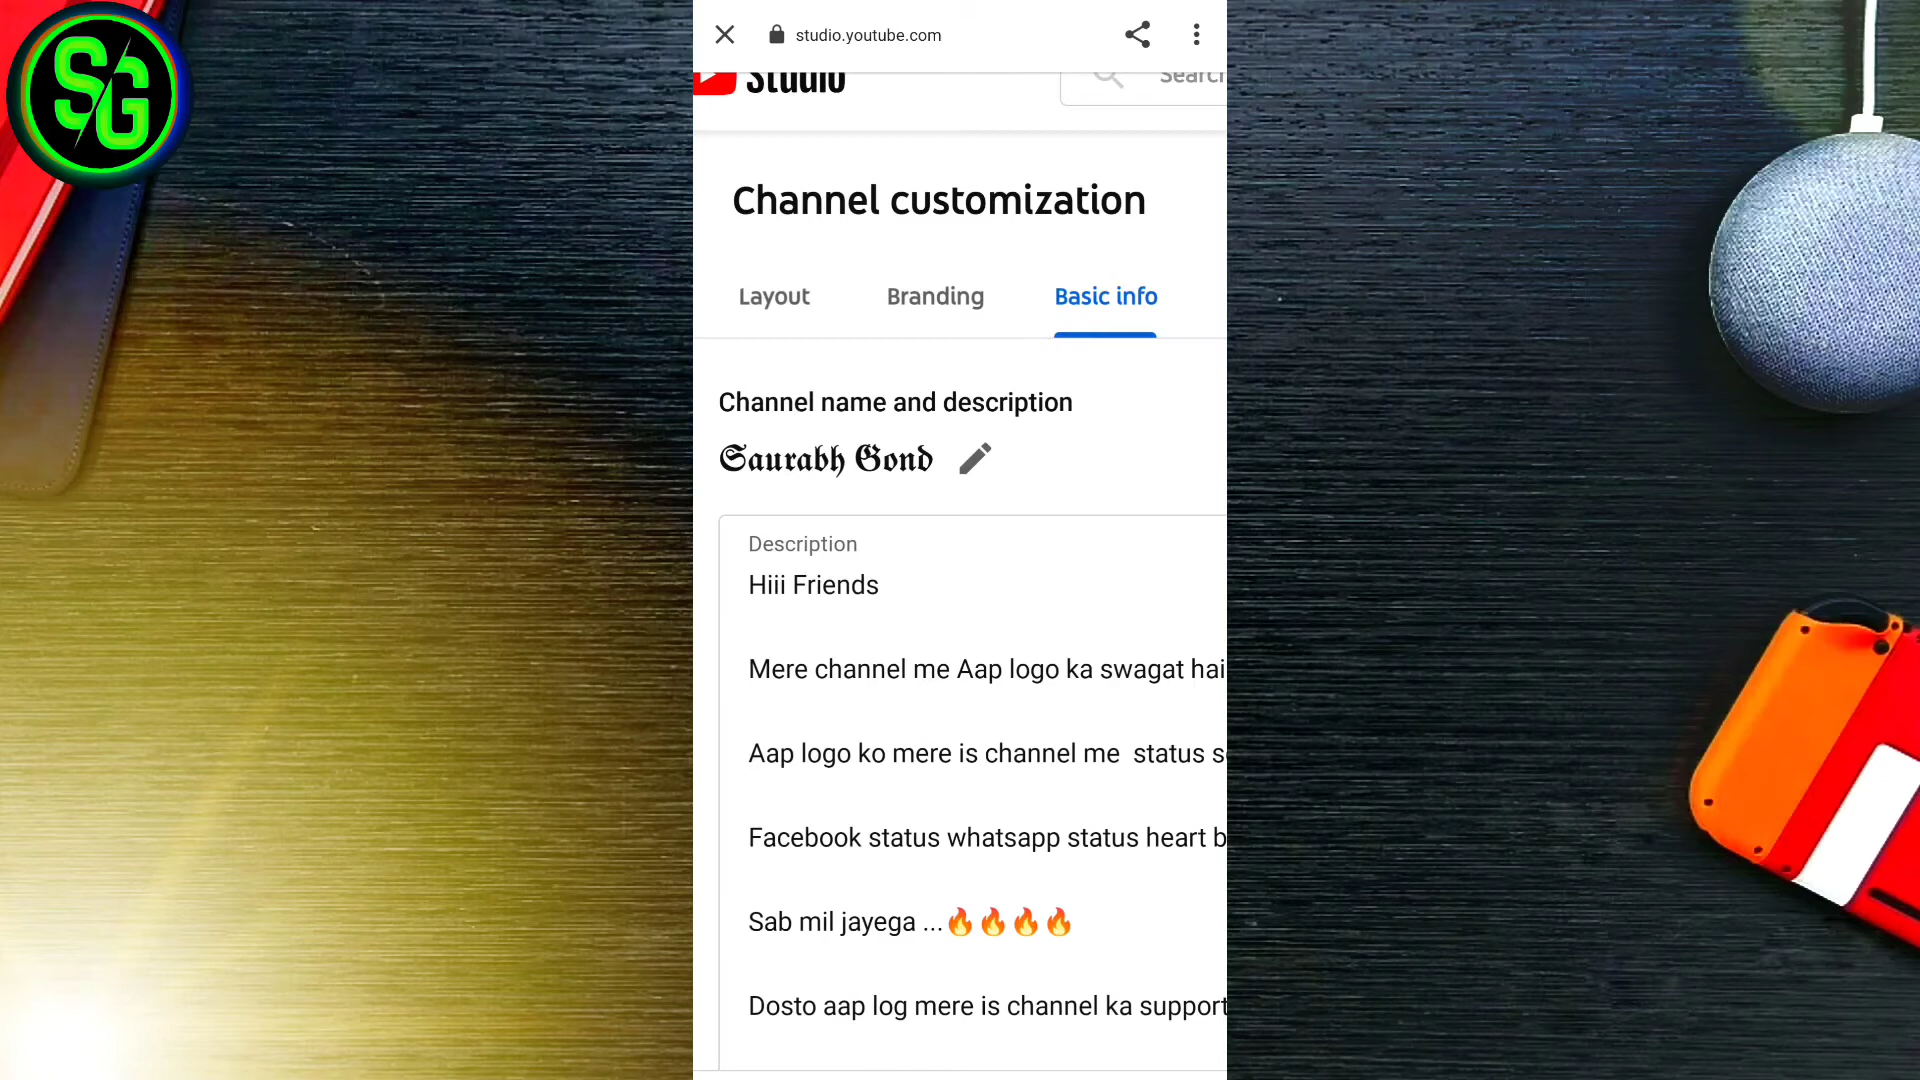 SG
studio.youtube.com
Studio
Search
Channel customization
Layout Branding Basic info
Channel name and description
𝕾𝖆𝖚𝖗𝖆𝖇𝖍 𝕲𝖔𝖓𝖉
Description
Hiii Friends
Mere channel me Aap logo ka swagat hai
Aap logo ko mere is channel me  status
Facebook status whatsapp status heart
Sab mil jayega ...🔥🔥🔥🔥
Dosto aap log mere is channel ka support